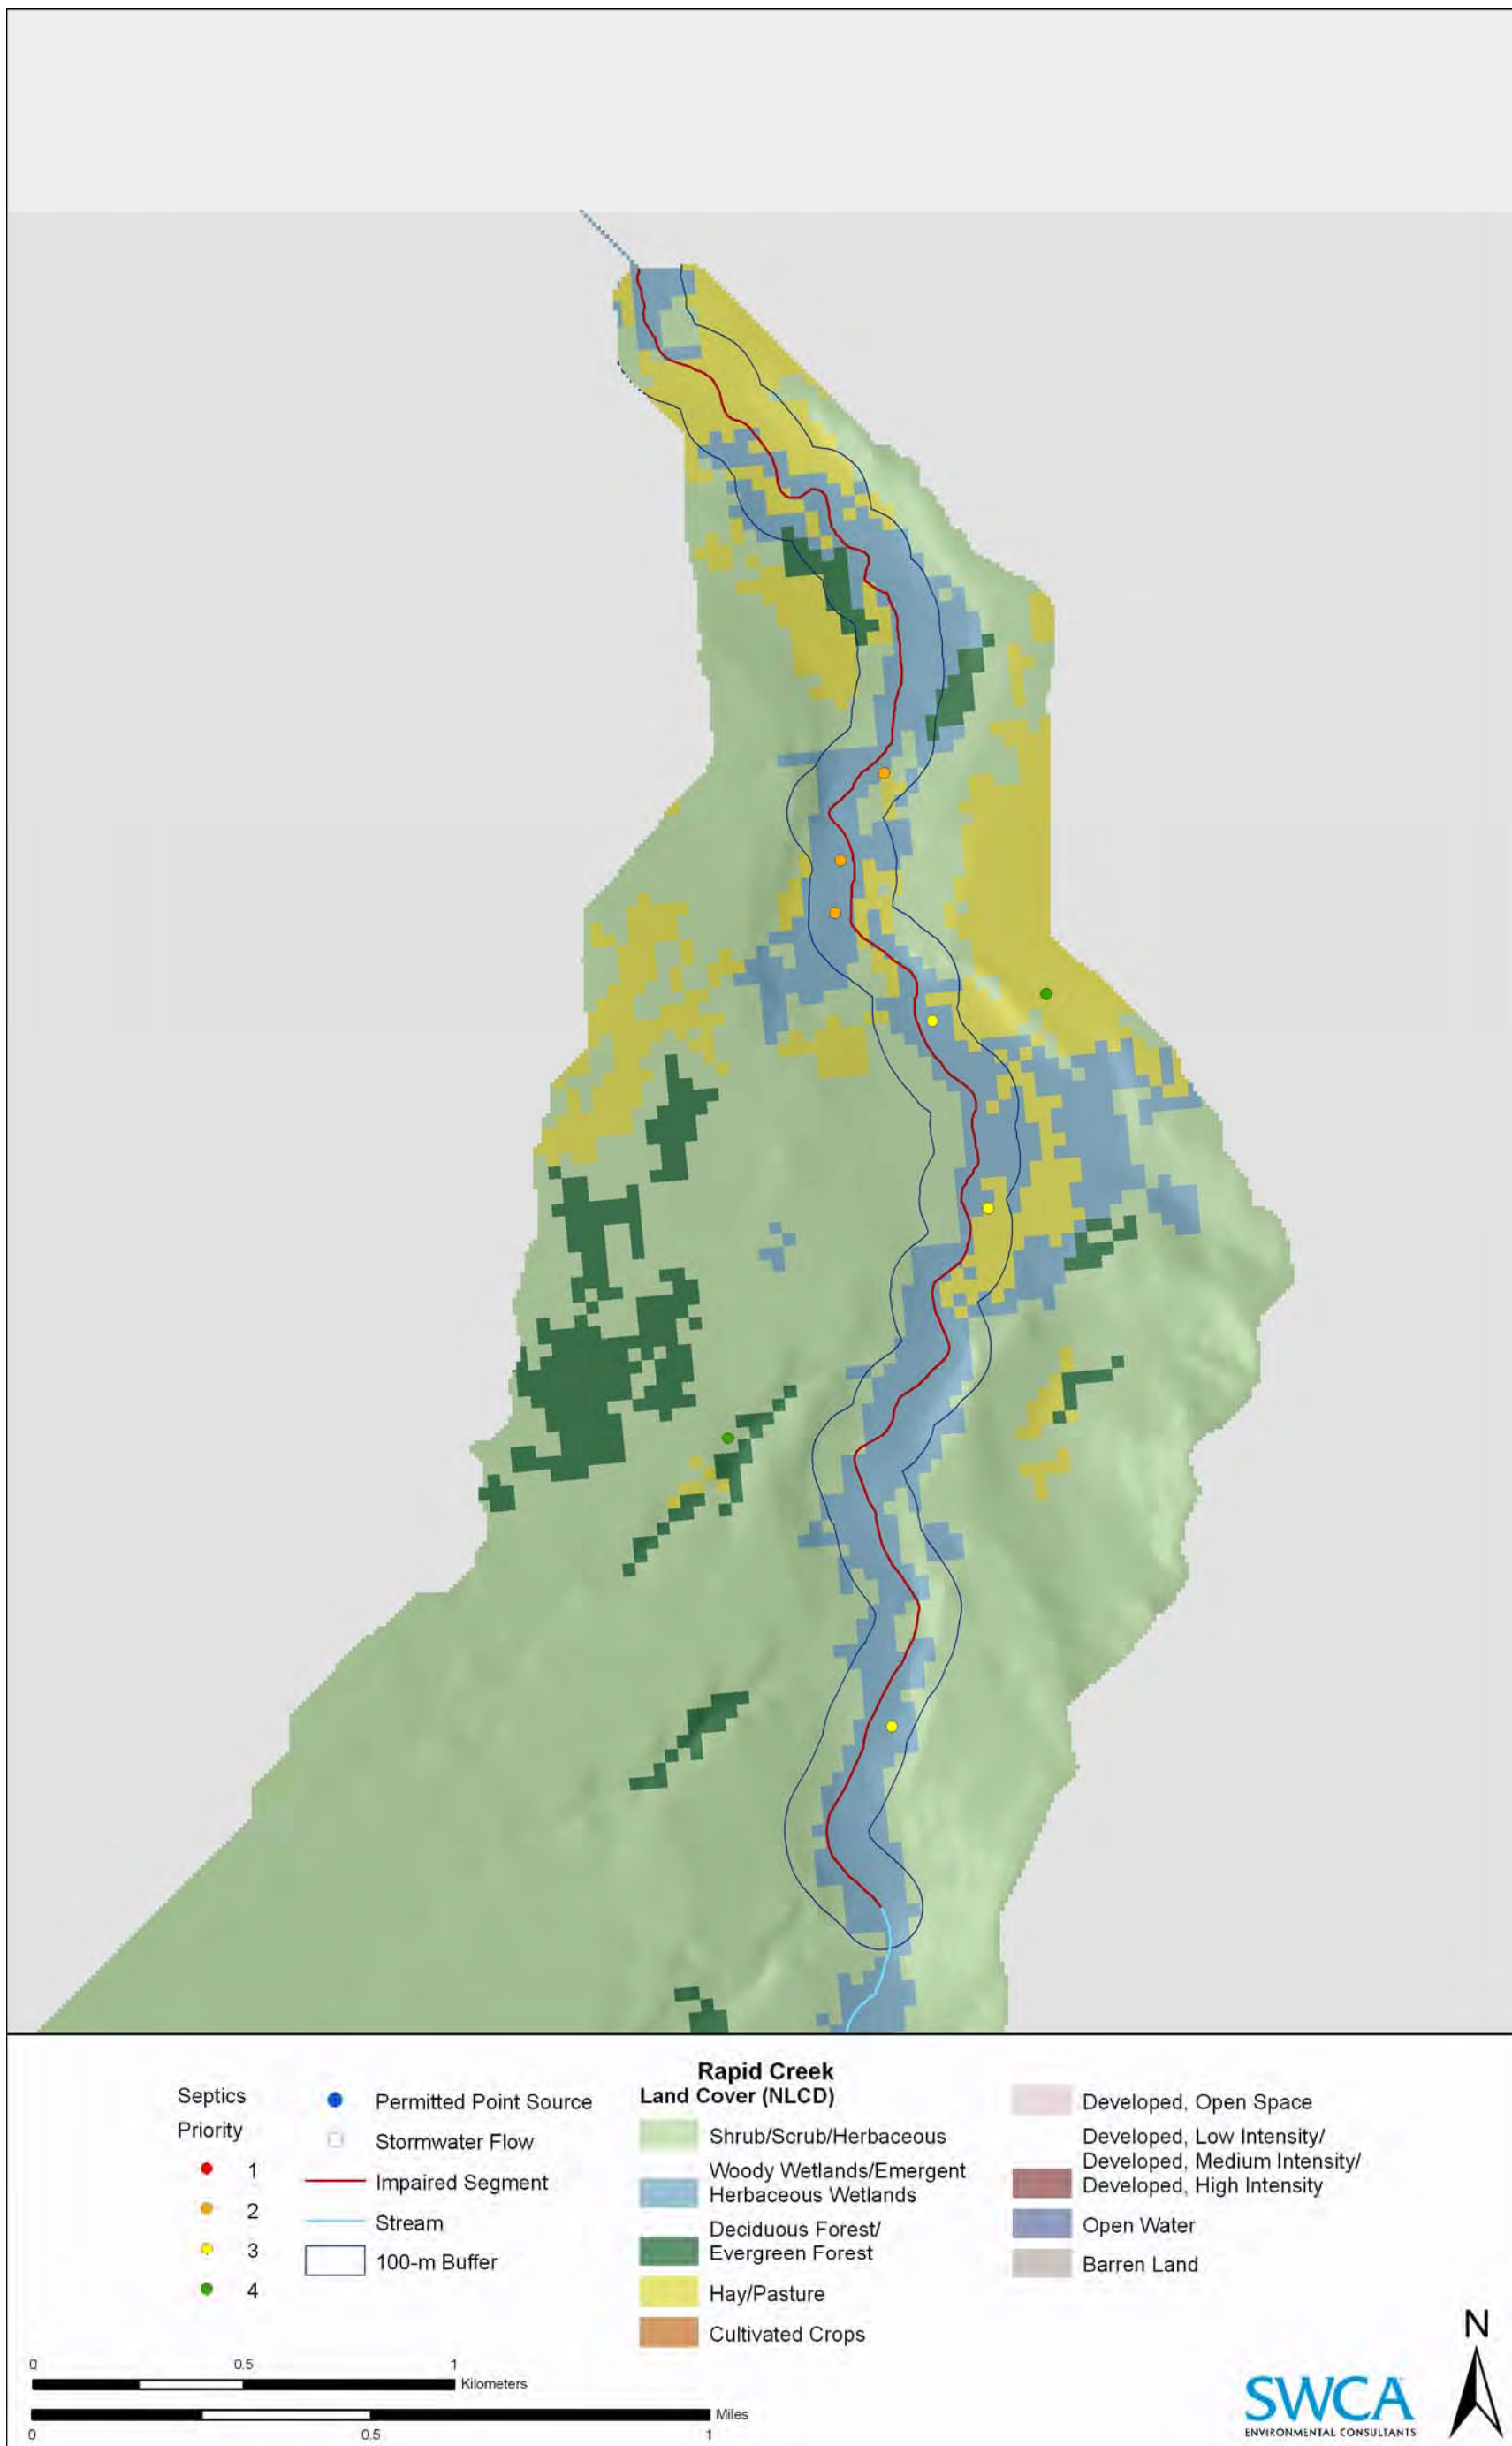 Rapid Creek
Septics
Priority
1
2
3
4
Permitted Point Source
Stormwater Flow
Impaired Segment
Stream
100-m Buffer
Land Cover (NLCD)
Shrub/Scrub/Herbaceous
Woody Wetlands/Emergent
Herbaceous Wetlands
Deciduous Forest/
Evergreen Forest
Hay/Pasture
Cultivated Crops
Developed, Open Space
Developed, Low Intensity/
Developed, Medium Intensity/
Developed, High Intensity
Open Water
Barren Land
0 0.5 1
Kilometers
Miles
0 0.5 1
SWCA
ENVIRONMENTAL CONSULTANTS
N